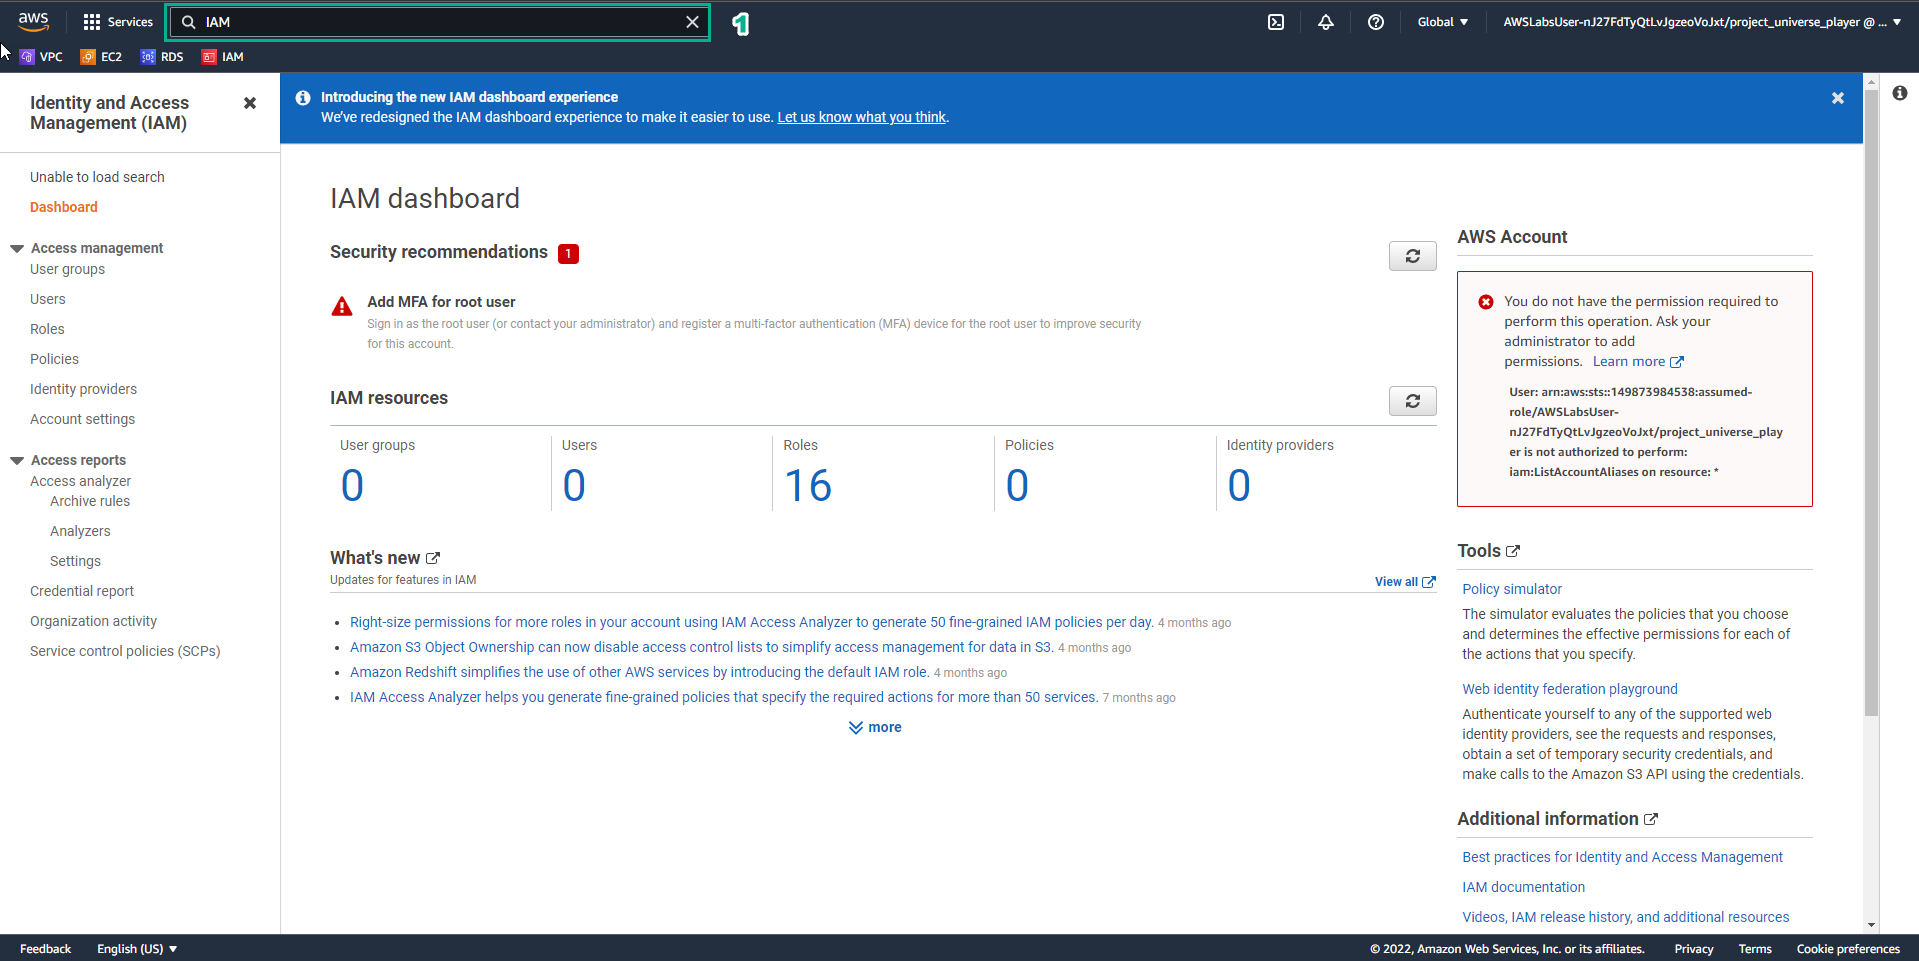 aws
Services
IAM
1
Global
AWSLabsUser-nJ27FdTyQtLvJgzeoVoJxt/project_universe_player @ ...
VPC
EC2
RDS
IAM
Identity and Access
Management (IAM)
Unable to load search
Dashboard
Access management
User groups
Users
Roles
Policies
Identity providers
Account settings
Access reports
Access analyzer
Archive rules
Analyzers
Settings
Credential report
Organization activity
Service control policies (SCPs)
Introducing the new IAM dashboard experience
We've redesigned the IAM dashboard experience to make it easier to use. Let us know what you think.
IAM dashboard
Security recommendations 1
Add MFA for root user
Sign in as the root user (or contact your administrator) and register a multi-factor authentication (MFA) device for the root user to improve security
for this account.
IAM resources
User groups
0
Users
0
Roles
16
Policies
0
Identity providers
0
What's new
Updates for features in IAM
View all
Right-size permissions for more roles in your account using IAM Access Analyzer to generate 50 fine-grained IAM policies per day. 4 months ago
Amazon S3 Object Ownership can now disable access control lists to simplify access management for data in S3. 4 months ago
Amazon Redshift simplifies the use of other AWS services by introducing the default IAM role. 4 months ago
IAM Access Analyzer helps you generate fine-grained policies that specify the required actions for more than 50 services. 7 months ago
more
AWS Account
You do not have the permission required to
perform this operation. Ask your
administrator to add
permissions. Learn more
User: arn:aws:sts::149873984538:assumed-
role/AWSLabsUser-
nJ27FdTyQtLvJgzeoVoJxt/project_universe_play
er is not authorized to perform:
iam:ListAccountAliases on resource: *
Tools
Policy simulator
The simulator evaluates the policies that you choose
and determines the effective permissions for each of
the actions that you specify.
Web identity federation playground
Authenticate yourself to any of the supported web
identity providers, see the requests and responses,
obtain a set of temporary security credentials, and
make calls to the Amazon S3 API using the credentials.
Additional information
Best practices for Identity and Access Management
IAM documentation
Videos, IAM release history, and additional resources
Feedback
English (US)
© 2022, Amazon Web Services, Inc. or its affiliates.
Privacy
Terms
Cookie preferences